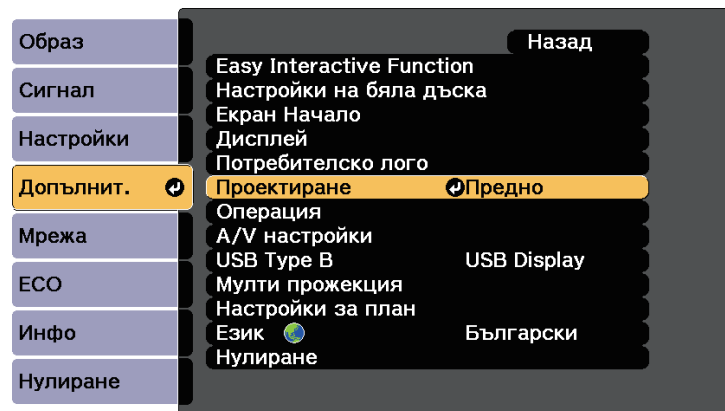 Образ
Сигнал
Настройки
Допълнит.
Мрежа
ECO
Инфо
Нулиране
Назад
Easy Interactive Function
Настройки на бяла дъска
Екран Начало
Дисплей
Потребителско лого
Проектиране Предно
Операция
A/V настройки
USB Type B USB Display
Мулти прожекция
Настройки за план
Език Български
Нулиране